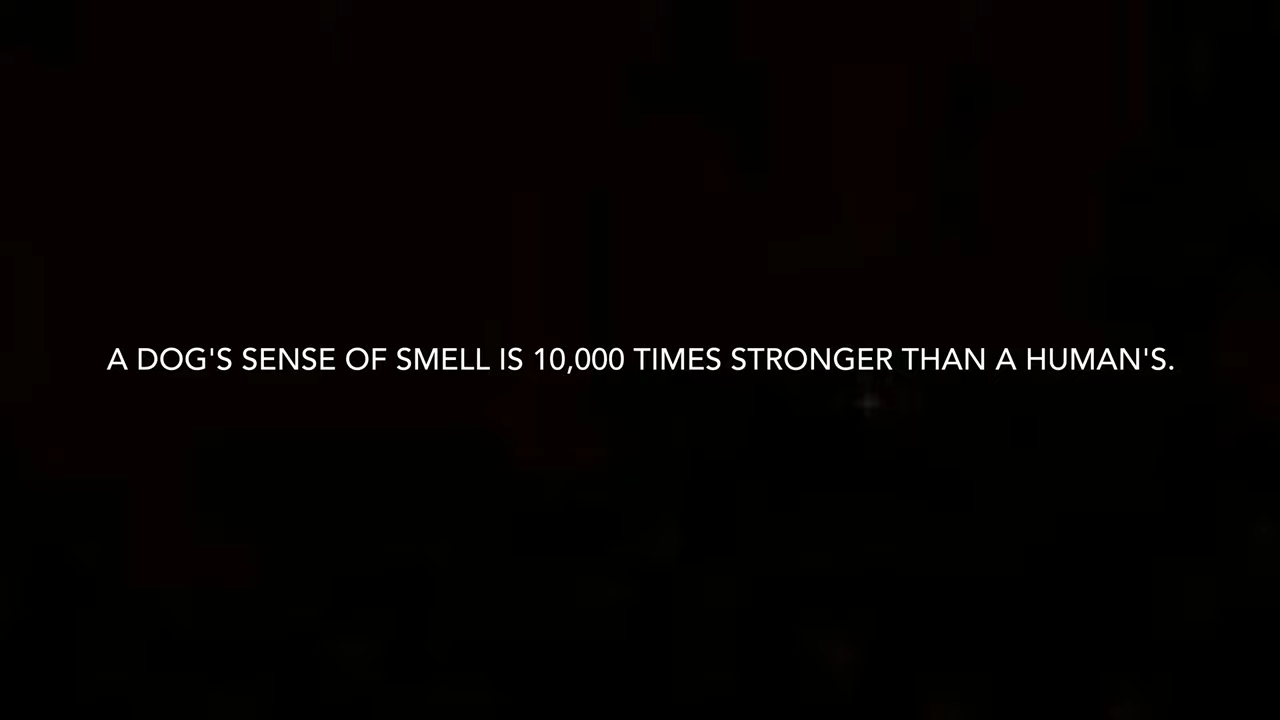 A DOG'S SENSE OF SMELL IS 10,000 TIMES STRONGER THAN A HUMAN'S.